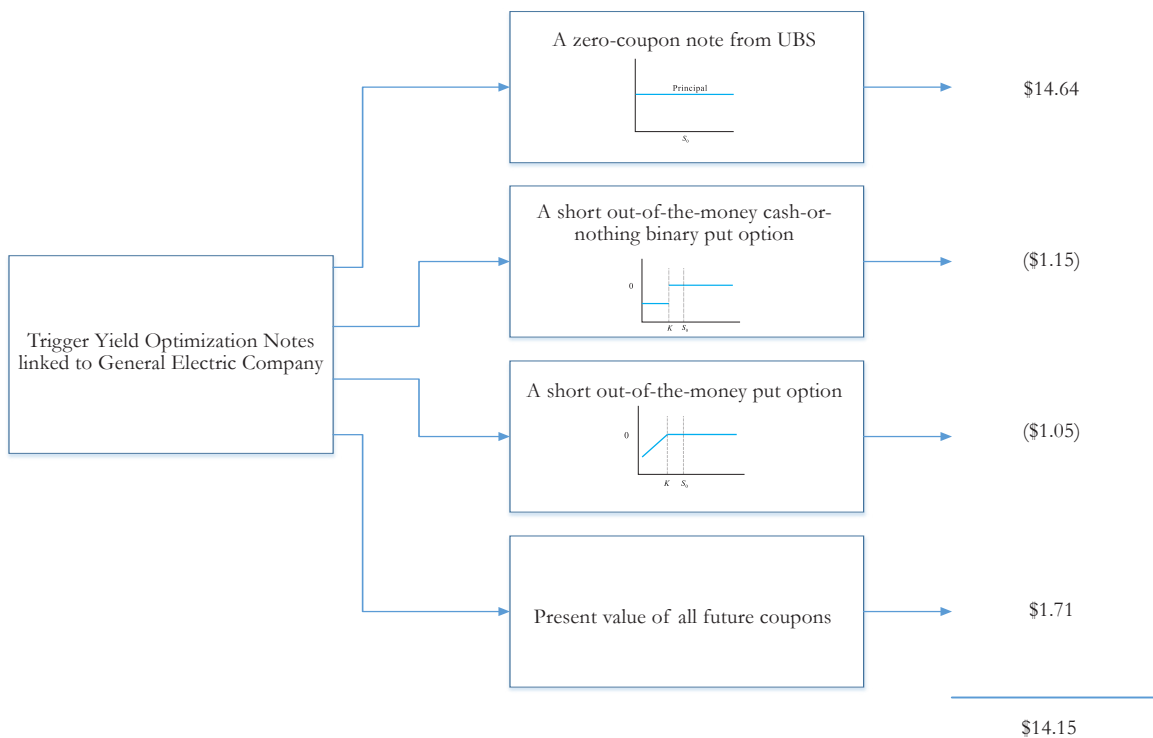 A zero-coupon note from UBS
Principal
S₀
$14.64
A short out-of-the-money cash-or-
nothing binary put option
0
K S₀
($1.15)
Trigger Yield Optimization Notes
linked to General Electric Company
A short out-of-the-money put option
0
K S₀
($1.05)
Present value of all future coupons
$1.71
$14.15